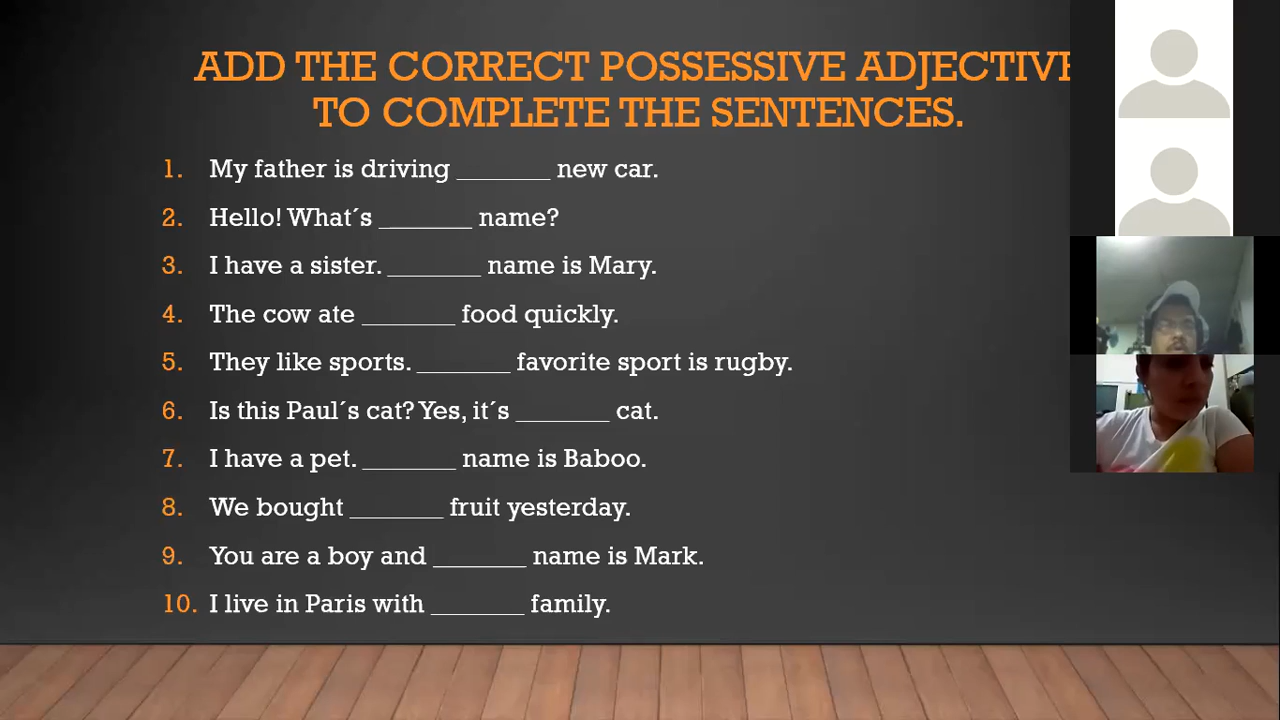 ADD THE CORRECT POSSESSIVE ADJECTIVE
TO COMPLETE THE SENTENCES.
1. My father is driving _______ new car.
2. Hello! What´s _______ name?
3. I have a sister. _______ name is Mary.
4. The cow ate _______ food quickly.
5. They like sports. _______ favorite sport is rugby.
6. Is this Paul´s cat? Yes, it´s _______ cat.
7. I have a pet. _______ name is Baboo.
8. We bought _______ fruit yesterday.
9. You are a boy and _______ name is Mark.
10. I live in Paris with _______ family.